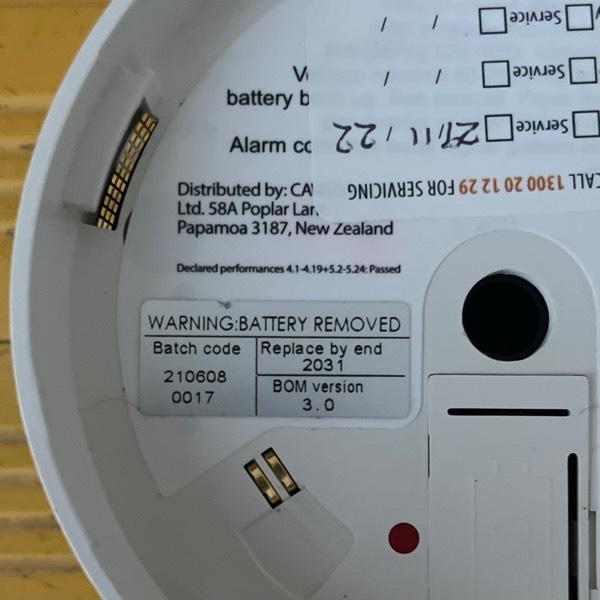 Service
/ /
Service
/ /
battery b
Service
27/11/22
Alarm co
CALL 1300 20 12 29 FOR SERVICING
Distributed by: CAV
Ltd. 58A Poplar Lan
Papamoa 3187, New Zealand
Declared performances 4.1-4.19+5.2-5.24: Passed
WARNING:BATTERY REMOVED
Batch code
210608
0017
Replace by end
2031
BOM version
3.0